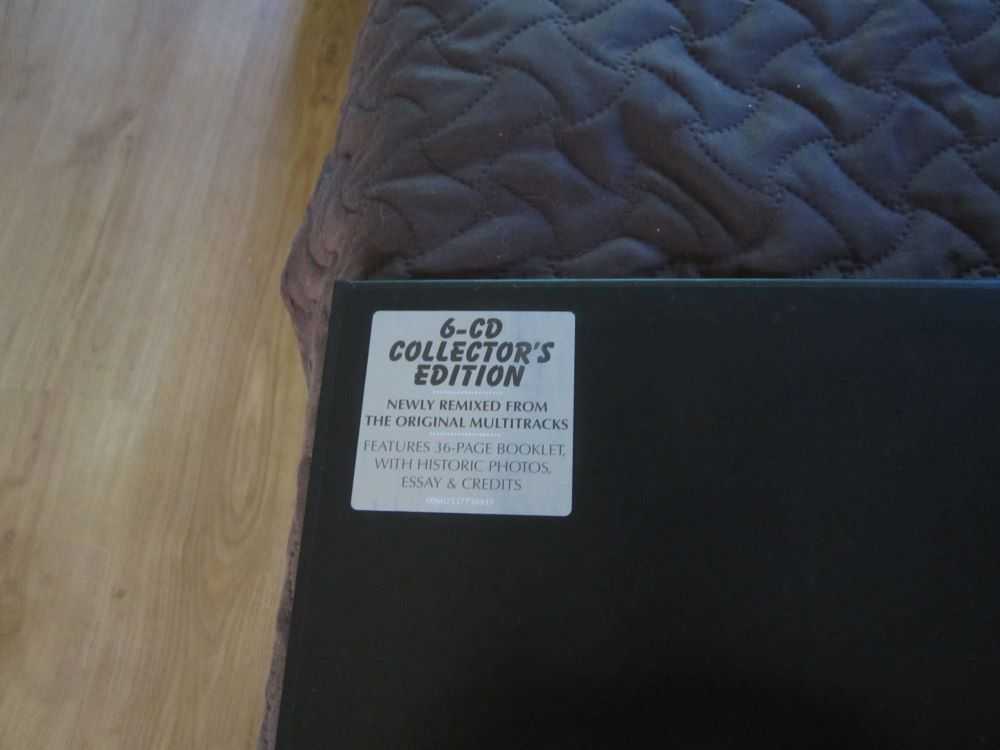 6-CD
COLLECTOR'S
EDITION
NEWLY REMIXED FROM
THE ORIGINAL MULTITRACKS
FEATURES 36-PAGE BOOKLET,
WITH HISTORIC PHOTOS,
ESSAY & CREDITS